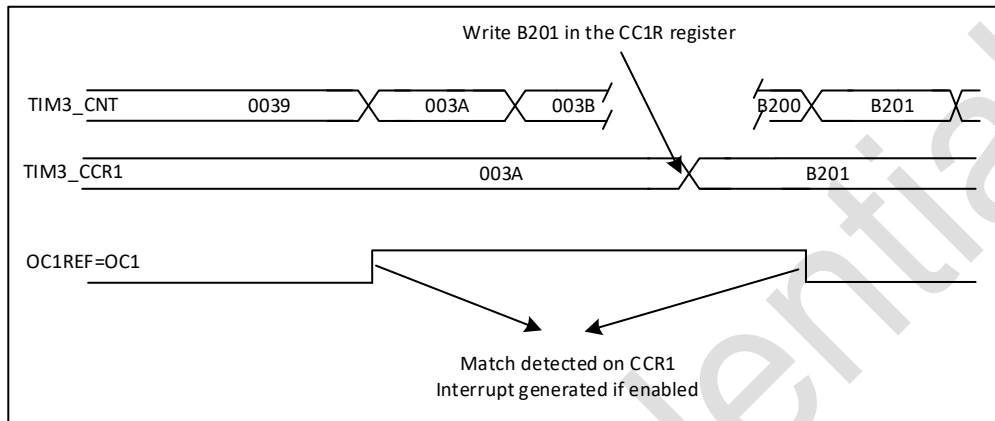 Write B201 in the CC1R register
TIM3_CNT 0039 003A 003B B200 B201
TIM3_CCR1 003A B201
OC1REF=OC1
Match detected on CCR1
Interrupt generated if enabled